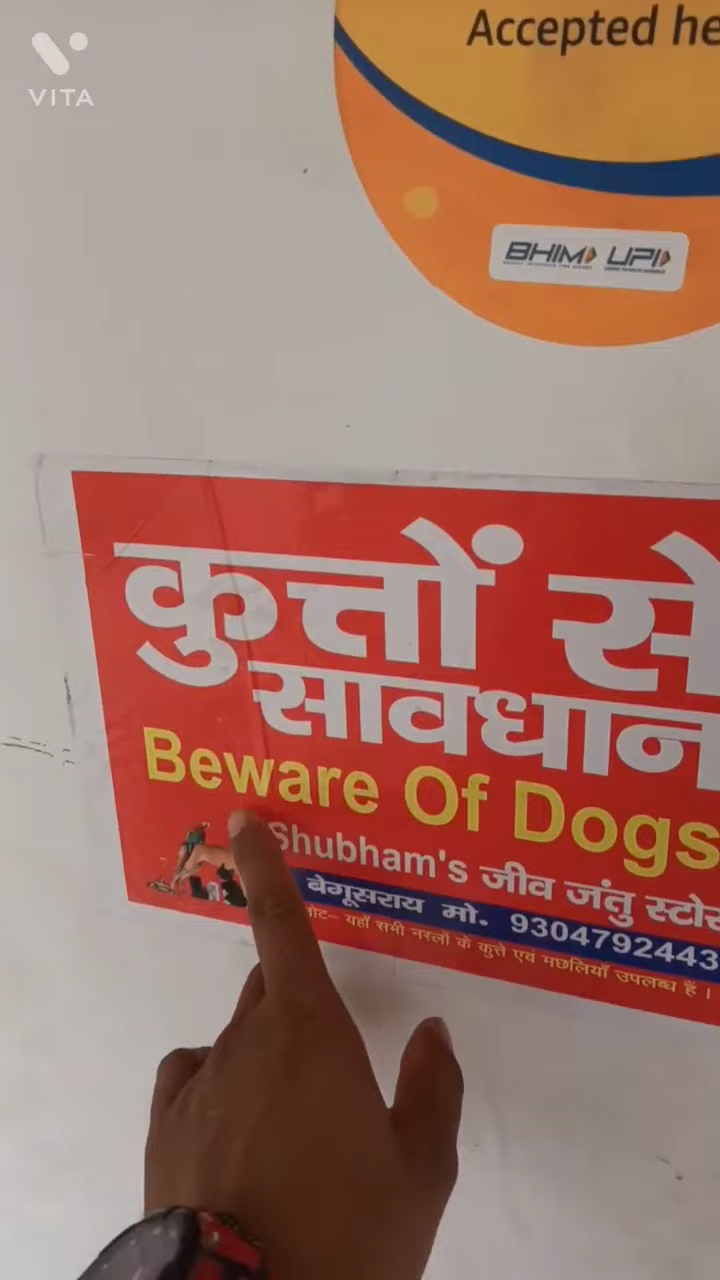 VITA
Accepted he
BHIM UPI
कुत्तों से
सावधान
Beware Of Dogs
Shubham's जीव जंतु स्टोर
बेगूसराय मो. 9304792443
नोट- यहाँ सभी नस्लों के कुत्ते एवं मछलियाँ उपलब्ध हैं।